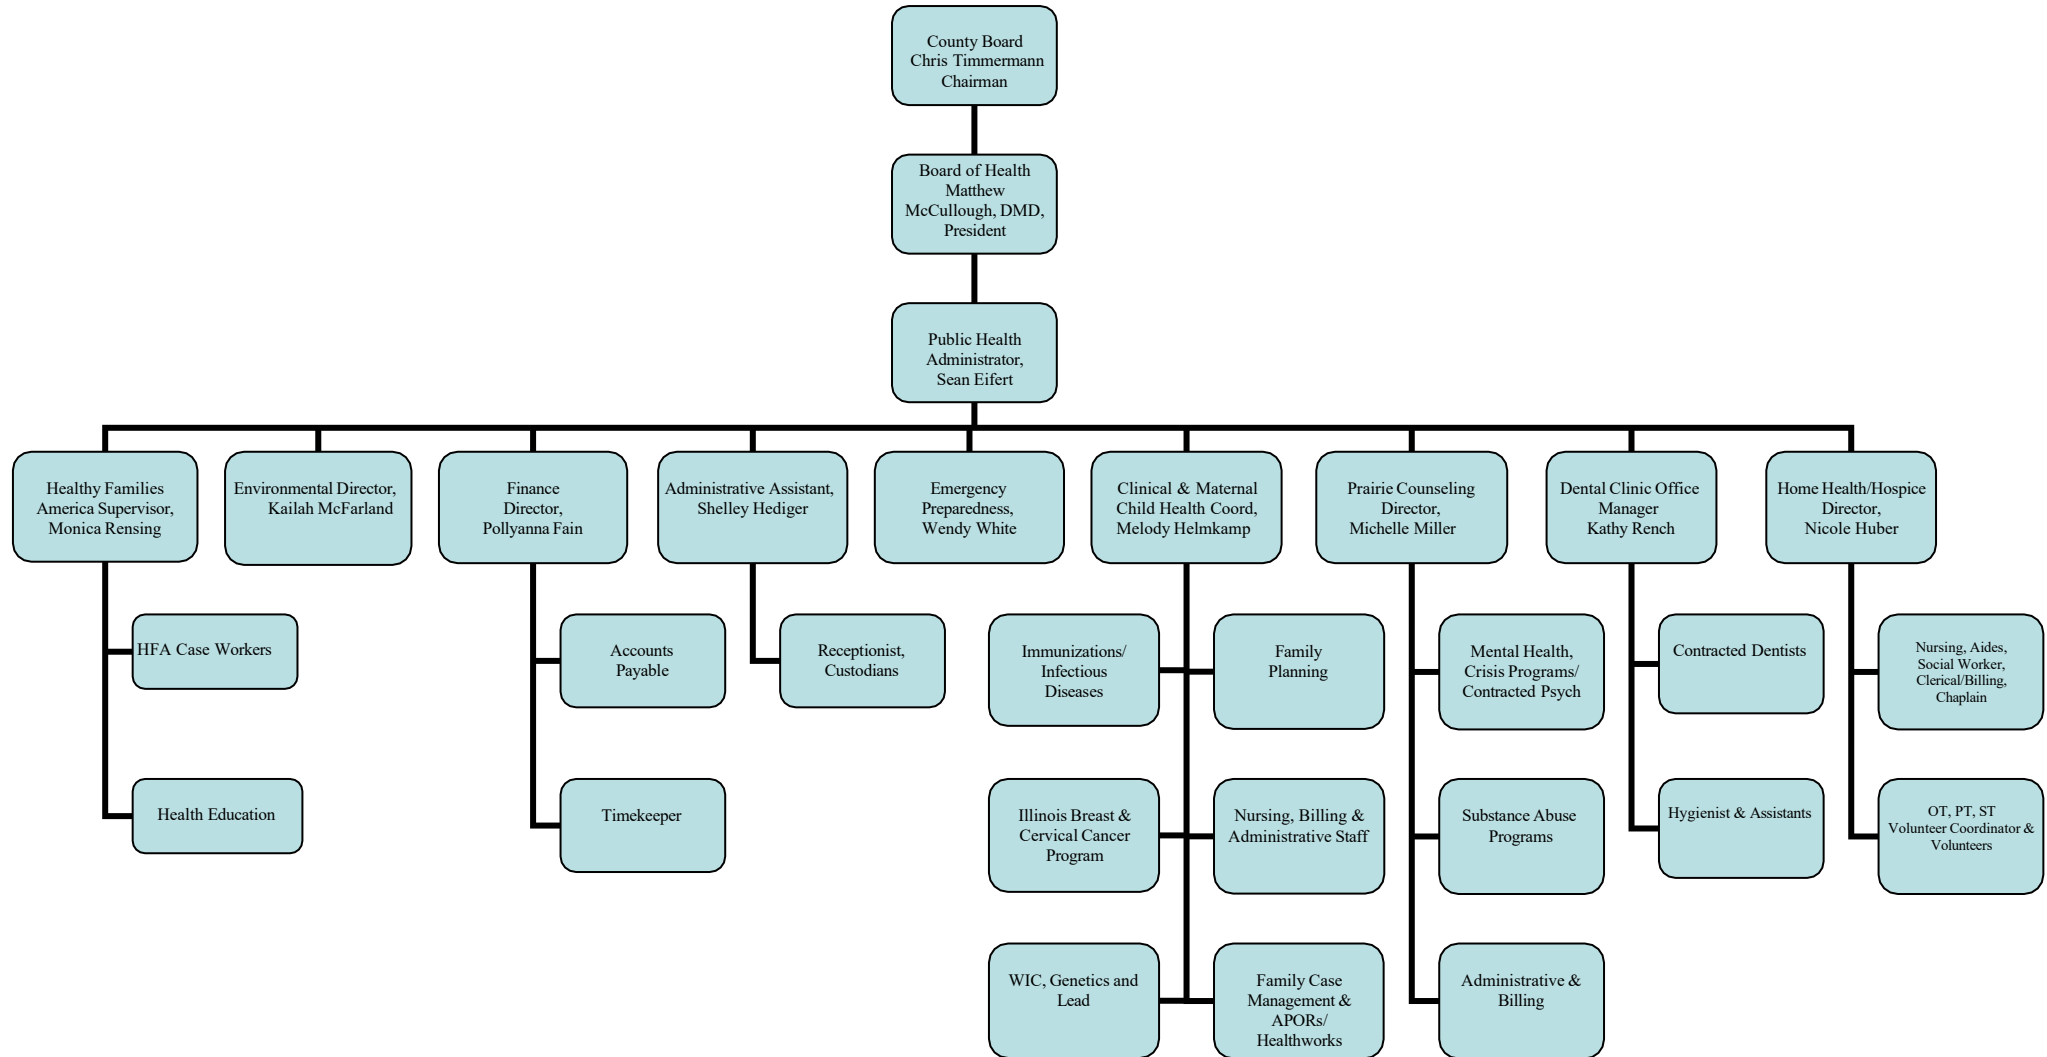 County Board
Chris Timmermann
Chairman
Board of Health
Matthew
McCullough, DMD,
President
Public Health
Administrator,
Sean Eifert
Healthy Families
America Supervisor,
Monica Rensing
Environmental Director,
Kailah McFarland
Finance
Director,
Pollyanna Fain
Administrative Assistant,
Shelley Hediger
Emergency
Preparedness,
Wendy White
Clinical & Maternal
Child Health Coord,
Melody Helmkamp
Prairie Counseling
Director,
Michelle Miller
Dental Clinic Office
Manager
Kathy Rench
Home Health/Hospice
Director,
Nicole Huber
HFA Case Workers
Accounts
Payable
Receptionist,
Custodians
Immunizations/
Infectious
Diseases
Family
Planning
Mental Health,
Crisis Programs/
Contracted Psych
Contracted Dentists
Nursing, Aides,
Social Worker,
Clerical/Billing,
Chaplain
Health Education
Timekeeper
Illinois Breast &
Cervical Cancer
Program
Nursing, Billing &
Administrative Staff
Substance Abuse
Programs
Hygienist & Assistants
OT, PT, ST
Volunteer Coordinator &
Volunteers
WIC, Genetics and
Lead
Family Case
Management &
APORs/
Healthworks
Administrative &
Billing